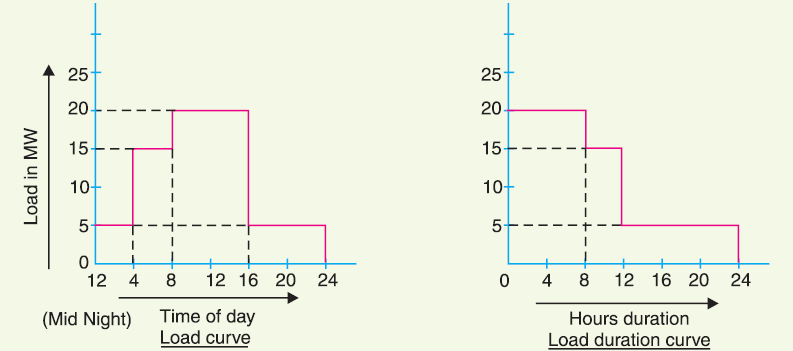 25
20
15
10
5
0
Load in MW
12 4 8 12 16 20 24
(Mid Night)
Time of day
Load curve
25
20
15
10
5
0 4 8 12 16 20 24
Hours duration
Load duration curve